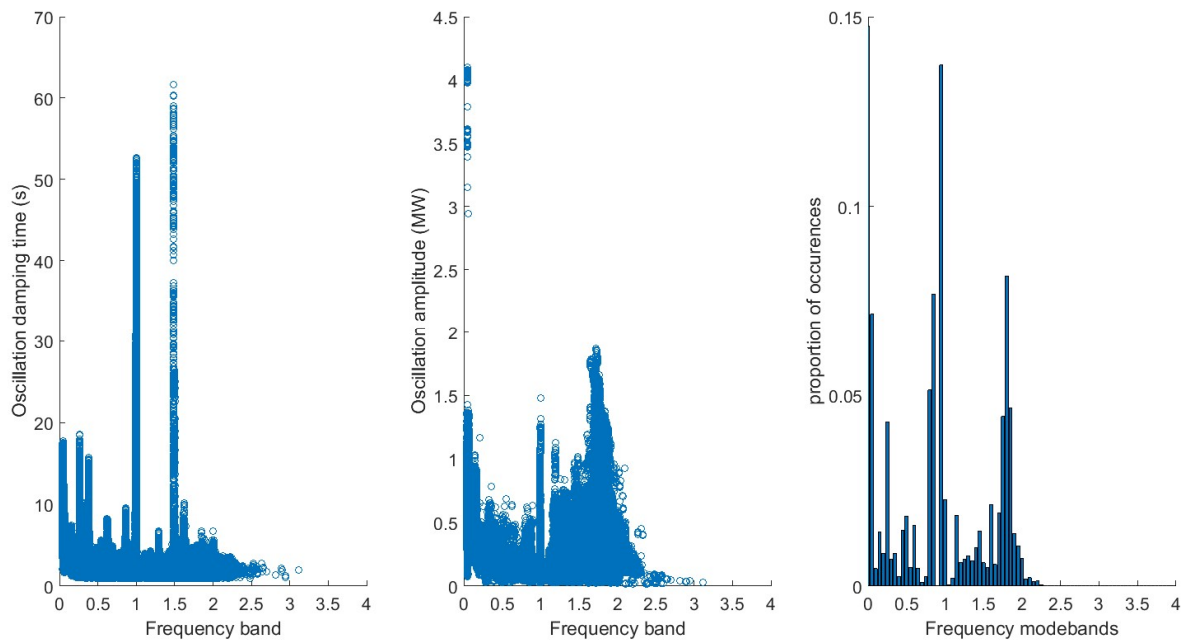 70
60
50
40
30
20
10
0
Oscillation damping time (s)
0 0.5 1 1.5 2 2.5 3 3.5 4
Frequency band
4.5
4
3.5
3
2.5
2
1.5
1
0.5
0
Oscillation amplitude (MW)
0 0.5 1 1.5 2 2.5 3 3.5 4
Frequency band
0.15
0.1
0.05
0
proportion of occurences
0 0.5 1 1.5 2 2.5 3 3.5 4
Frequency modebands